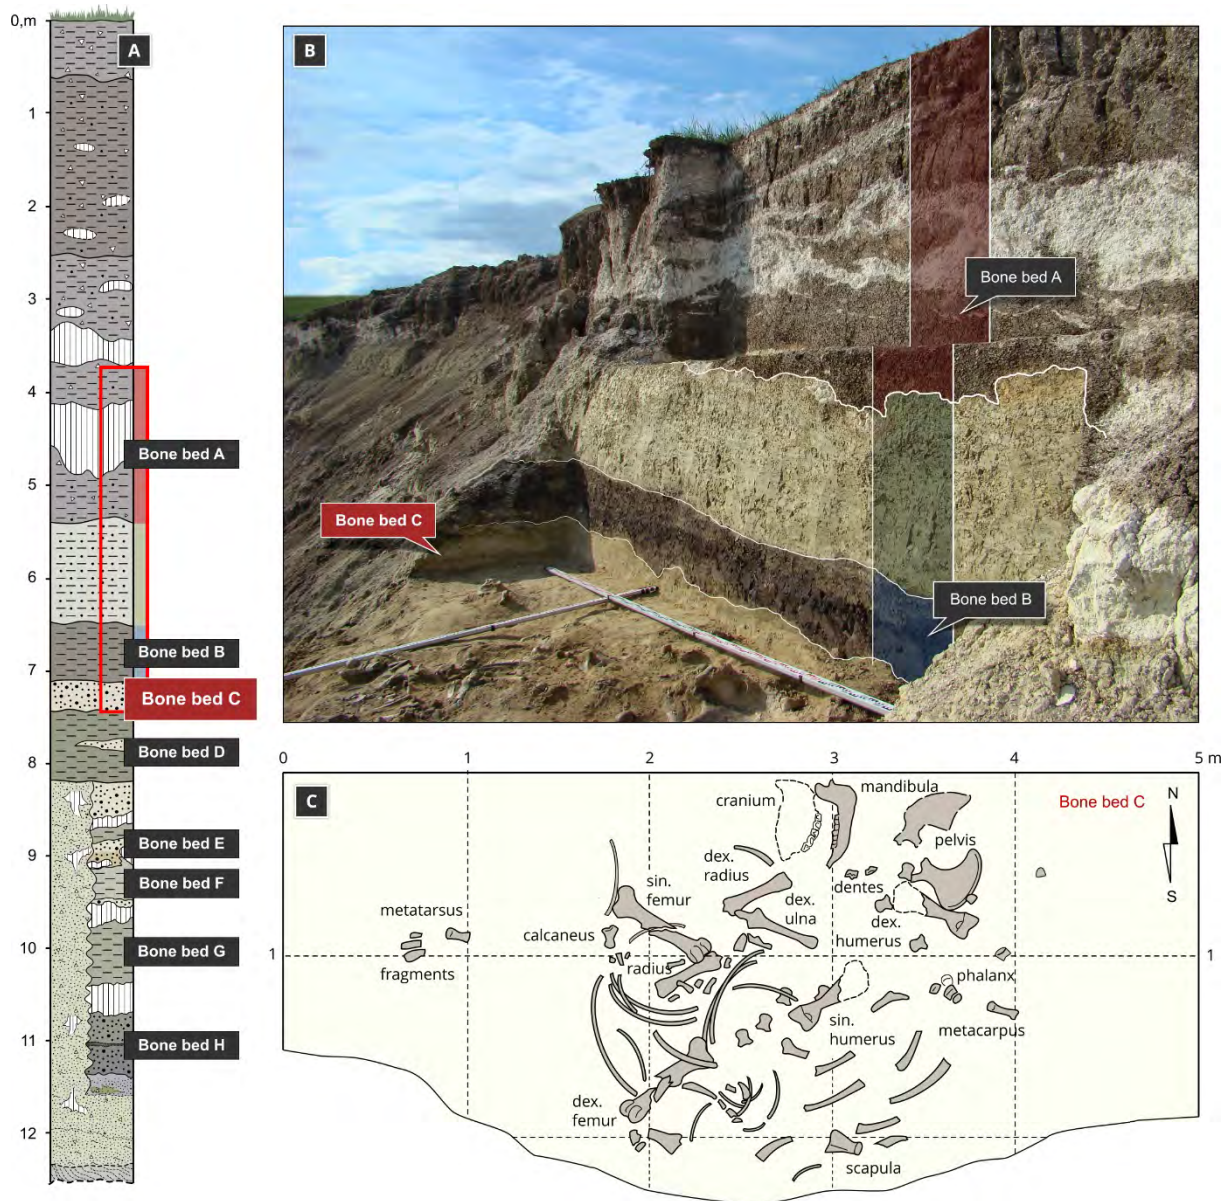 0,m
A
1
2
3
4
5
6
7
8
9
10
11
12
Bone bed A
Bone bed B
Bone bed C
Bone bed D
Bone bed E
Bone bed F
Bone bed G
Bone bed H
B
Bone bed A
Bone bed C
Bone bed B
0
1
2
3
4
5 m
C
Bone bed C
N
S
cranium
mandibula
pelvis
dex.
radius
dentes
sin.
femur
dex.
ulna
dex.
humerus
metatarsus
calcaneus
fragments
radius
phalanx
1
1
sin.
humerus
metacarpus
dex.
femur
scapula